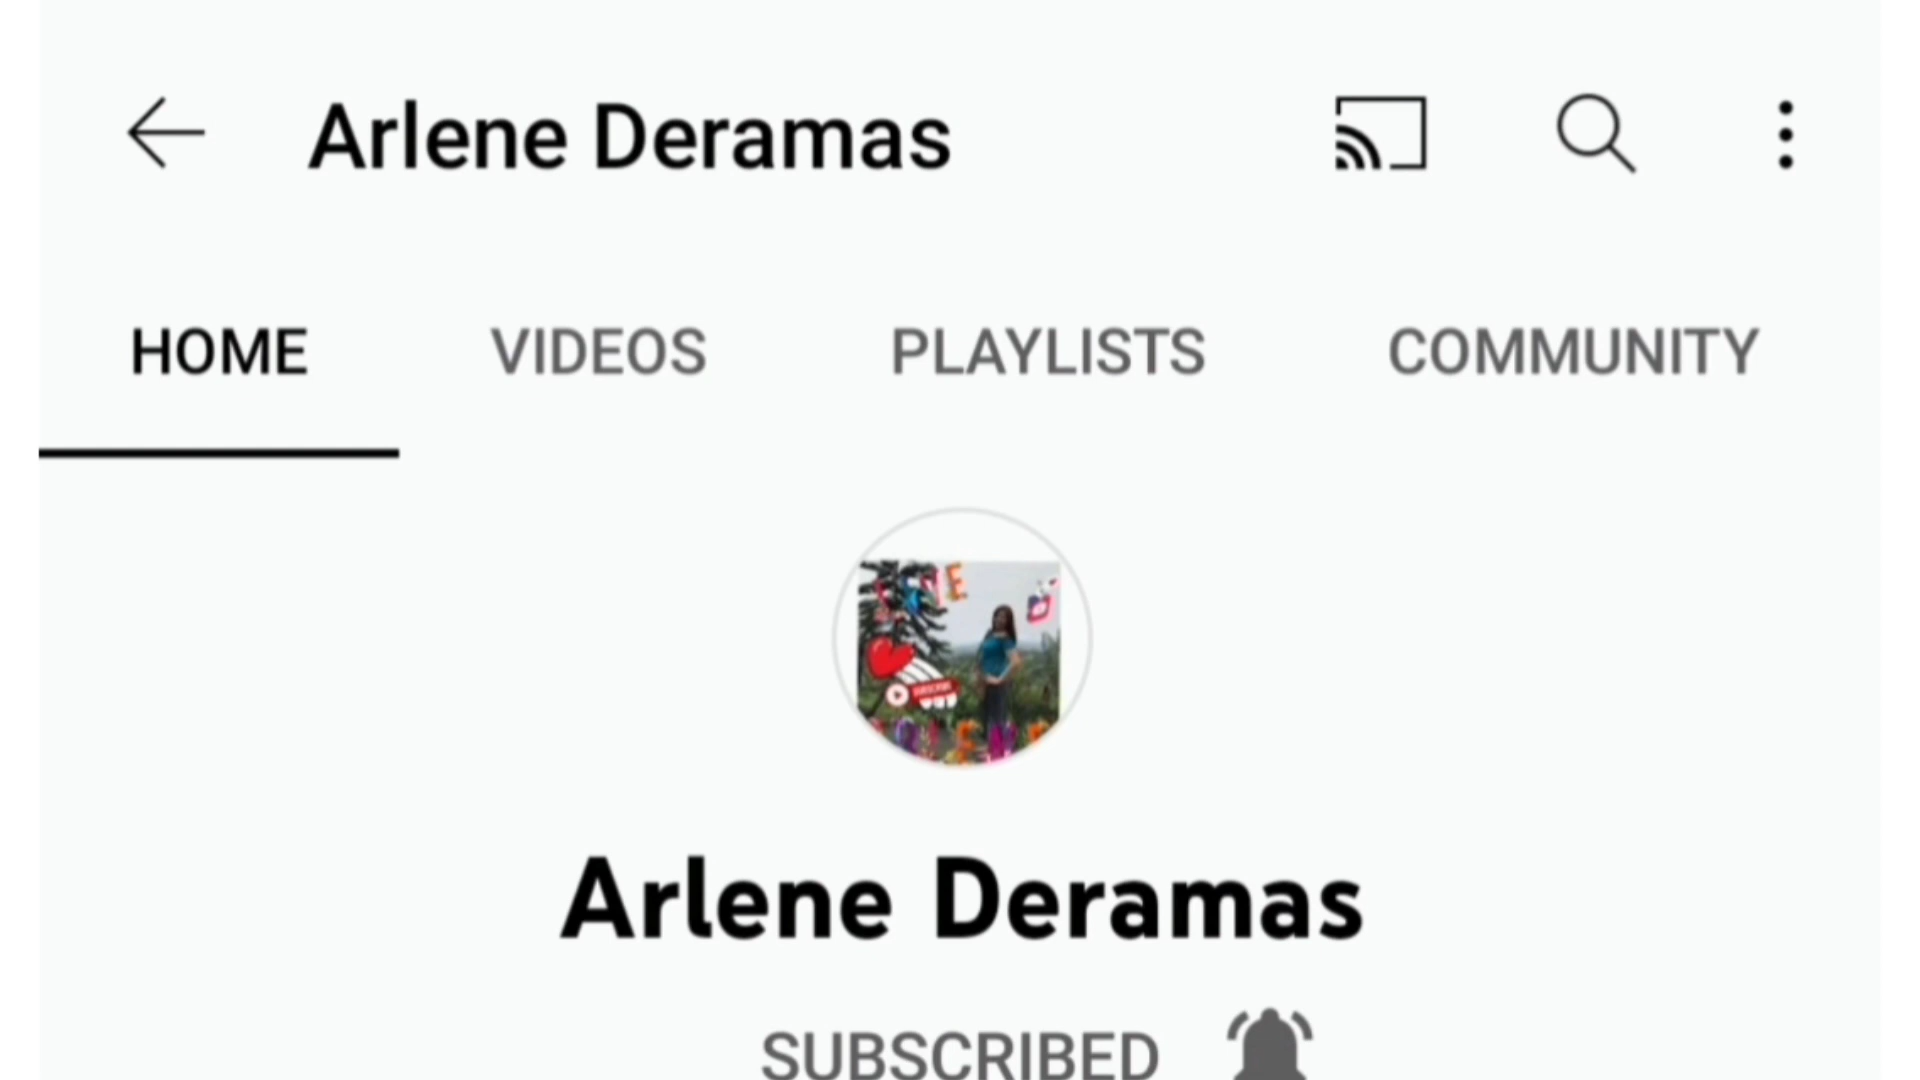 Arlene Deramas
HOME VIDEOS PLAYLISTS COMMUNITY
Arlene Deramas
SUBSCRIBED